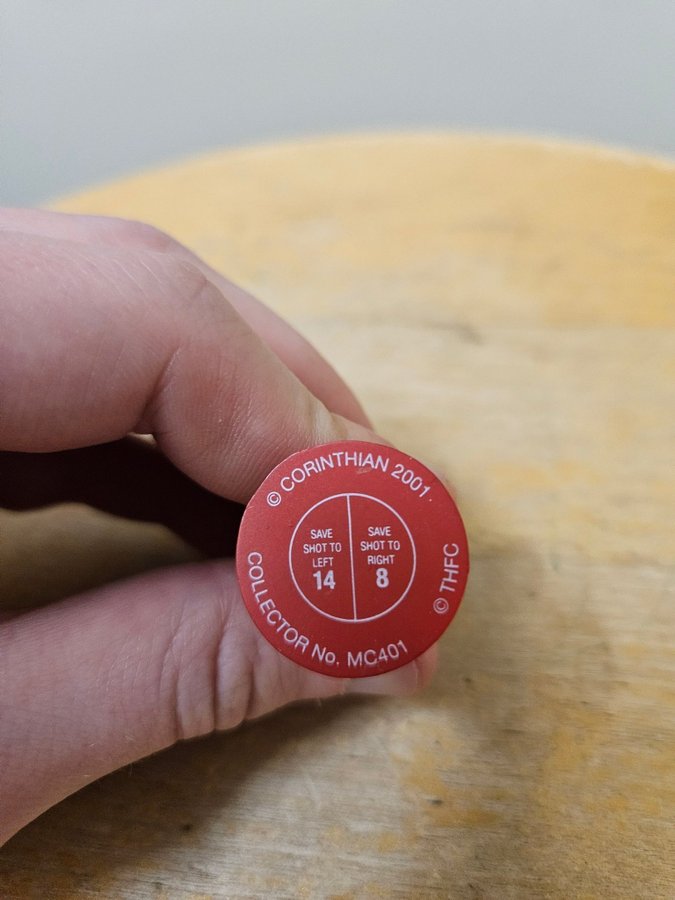 © CORINTHIAN 2001
SAVE
SHOT TO
LEFT
14
SAVE
SHOT TO
RIGHT
8
© THFC
COLLECTOR No. MC401